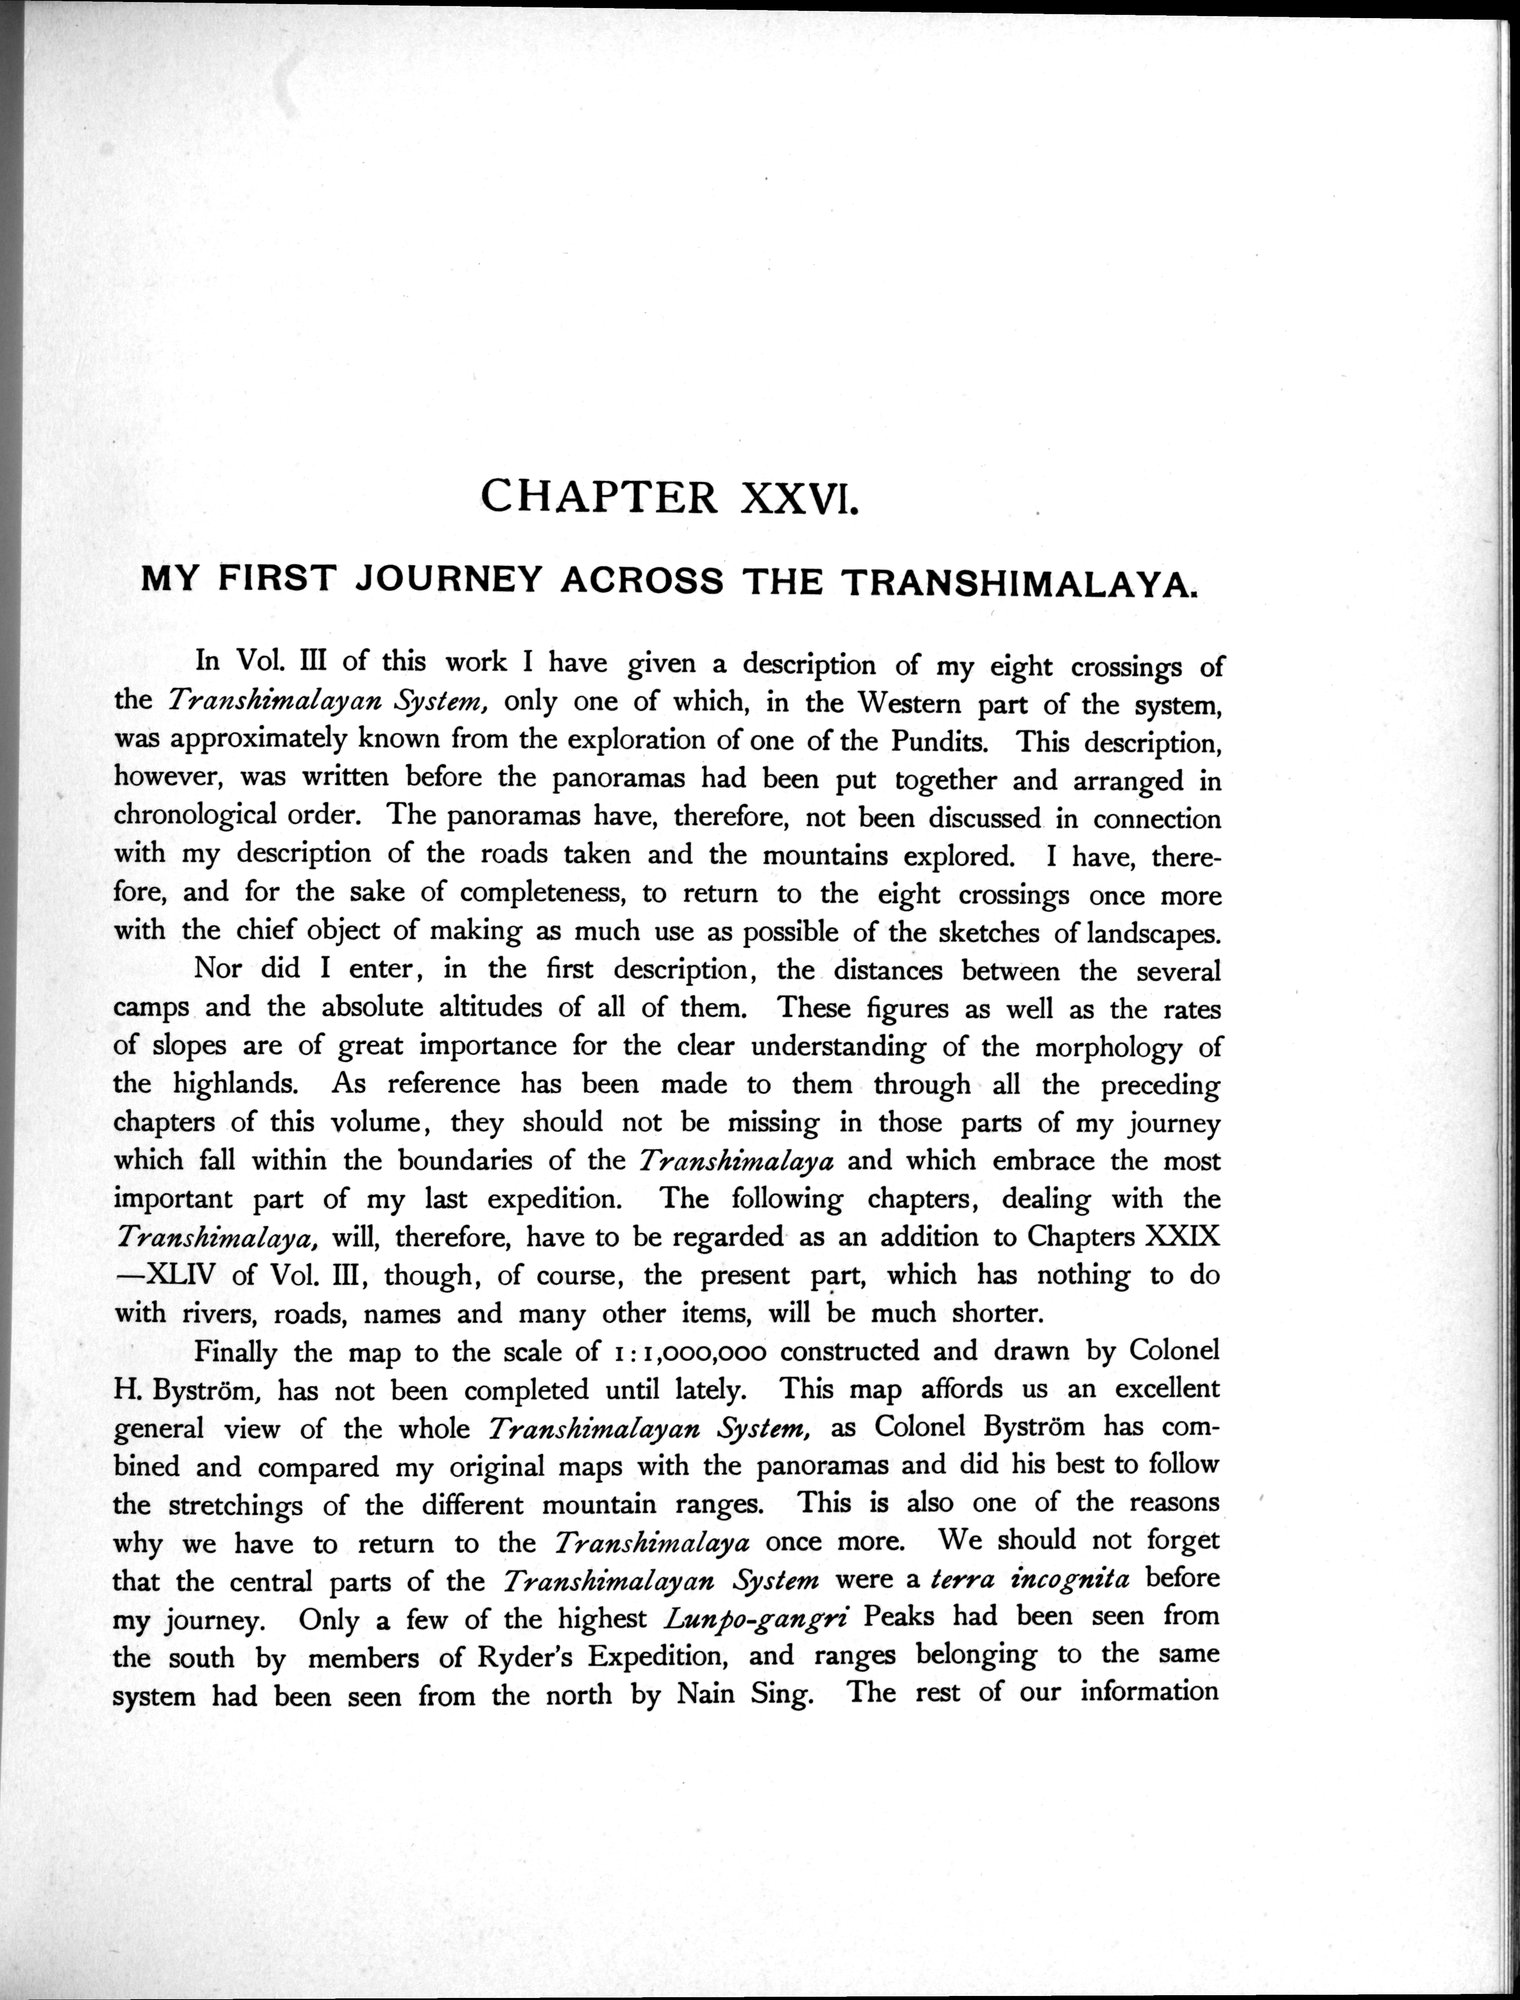 CHAPTER XXVI.
MY FIRST JOURNEY ACROSS THE TRANSHIMALAYA.
In Vol. III of this work I have given a description of my eight crossings of
the Transhimalayan System, only one of which, in the Western part of the system,
was approximately known from the exploration of one of the Pundits. This description,
however, was written before the panoramas had been put together and arranged in
chronological order. The panoramas have, therefore, not been discussed in connection
with my description of the roads taken and the mountains explored. I have, there-
fore, and for the sake of completeness, to return to the eight crossings once more
with the chief object of making as much use as possible of the sketches of landscapes.
Nor did I enter, in the first description, the distances between the several
camps and the absolute altitudes of all of them. These figures as well as the rates
of slopes are of great importance for the clear understanding of the morphology of
the highlands. As reference has been made to them through all the preceding
chapters of this volume, they should not be missing in those parts of my journey
which fall within the boundaries of the Transhimalaya and which embrace the most
important part of my last expedition. The following chapters, dealing with the
Transhimalaya, will, therefore, have to be regarded as an addition to Chapters XXIX
—XLIV of Vol. III, though, of course, the present part, which has nothing to do
with rivers, roads, names and many other items, will be much shorter.
Finally the map to the scale of 1:1,000,000 constructed and drawn by Colonel
H. Byström, has not been completed until lately. This map affords us an excellent
general view of the whole Transhimalayan System, as Colonel Byström has com-
bined and compared my original maps with the panoramas and did his best to follow
the stretchings of the different mountain ranges. This is also one of the reasons
why we have to return to the Transhimalaya once more. We should not forget
that the central parts of the Transhimalayan System were a terra incognita before
my journey. Only a few of the highest Lunpo-gangri Peaks had been seen from
the south by members of Ryder's Expedition, and ranges belonging to the same
system had been seen from the north by Nain Sing. The rest of our information